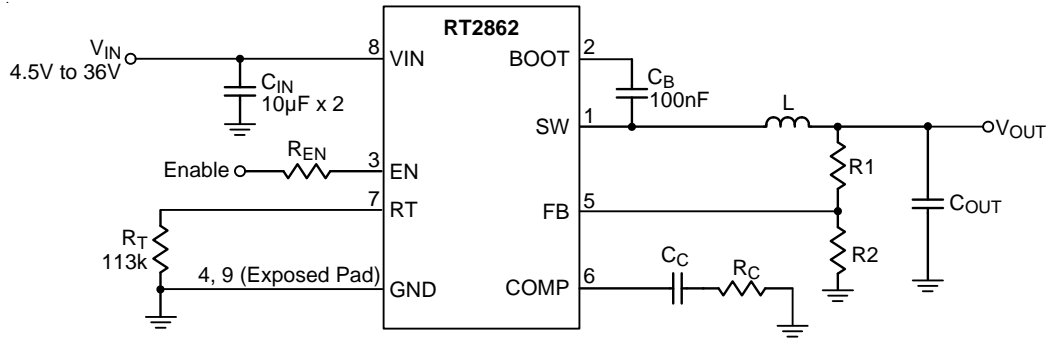 RT2862
VIN
4.5V to 36V
CIN
10μF x 2
8
VIN
BOOT
2
CB
100nF
SW
1
L
VOUT
Enable
REN
3
EN
7
RT
RT
113k
4, 9 (Exposed Pad)
GND
FB
5
R1
R2
COUT
COMP
6
CC
RC